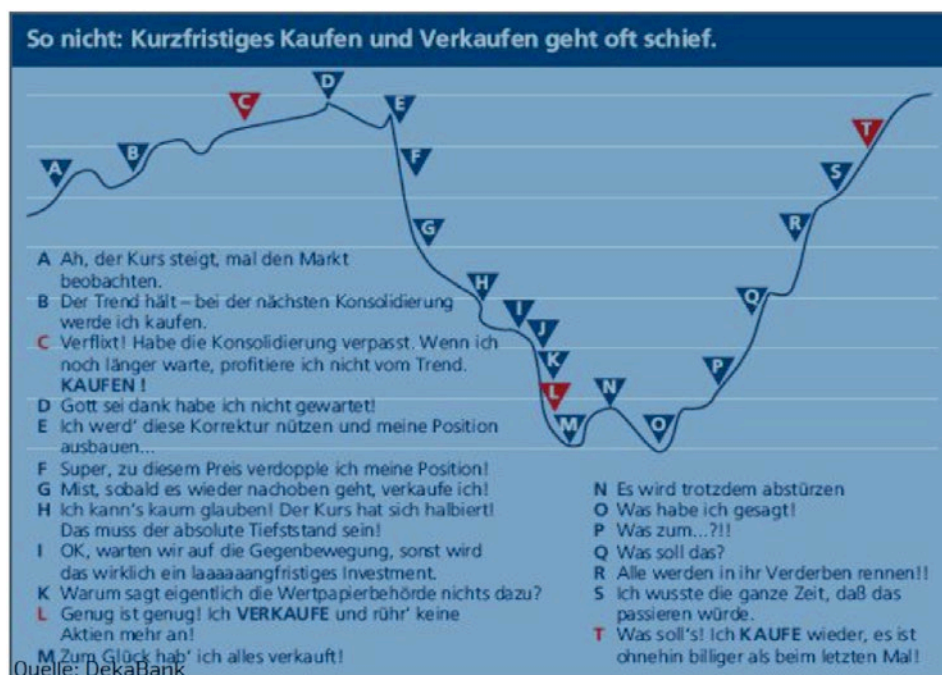 So nicht: Kurzfristiges Kaufen und Verkaufen geht oft schief.
A
B
C
D
E
F
G
H
I
J
K
L
M
N
O
P
Q
R
S
T
A Ah, der Kurs steigt, mal den Markt
beobachten.
B Der Trend hält – bei der nächsten Konsolidierung
werde ich kaufen.
C Verflixt! Habe die Konsolidierung verpasst. Wenn ich
noch länger warte, profitiere ich nicht vom Trend.
KAUFEN !
D Gott sei dank habe ich nicht gewartet!
E Ich werd' diese Korrektur nützen und meine Position
ausbauen...
F Super, zu diesem Preis verdopple ich meine Position!
G Mist, sobald es wieder nachoben geht, verkaufe ich!
H Ich kann's kaum glauben! Der Kurs hat sich halbiert!
Das muss der absolute Tiefststand sein!
I OK, warten wir auf die Gegenbewegung, sonst wird
das wirklich ein laaaaaangfristiges Investment.
K Warum sagt eigentlich die Wertpapierbehörde nichts dazu?
L Genug ist genug! Ich VERKAUFE und rühr' keine
Aktien mehr an!
M Zum Glück hab' ich alles verkauft!
N Es wird trotzdem abstürzen
O Was habe ich gesagt!
P Was zum...?!!
Q Was soll das?
R Alle werden in ihr Verderben rennen!!
S Ich wusste die ganze Zeit, daß das
passieren würde.
T Was soll's! Ich KAUFE wieder, es ist
ohnehin billiger als beim letzten Mal!
Quelle: DekaBank